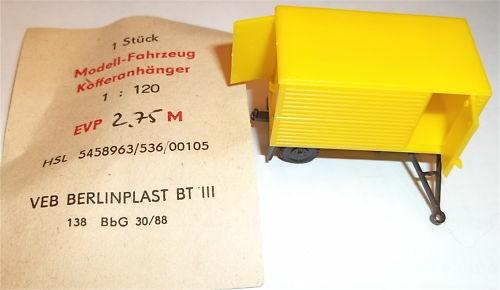 1 Stück
Modell-Fahrzeug
Kofferanhänger
1 : 120
EVP 2,75 M
HSL 5458963/536/00105
VEB BERLINPLAST BT III
138 BbG 30/88